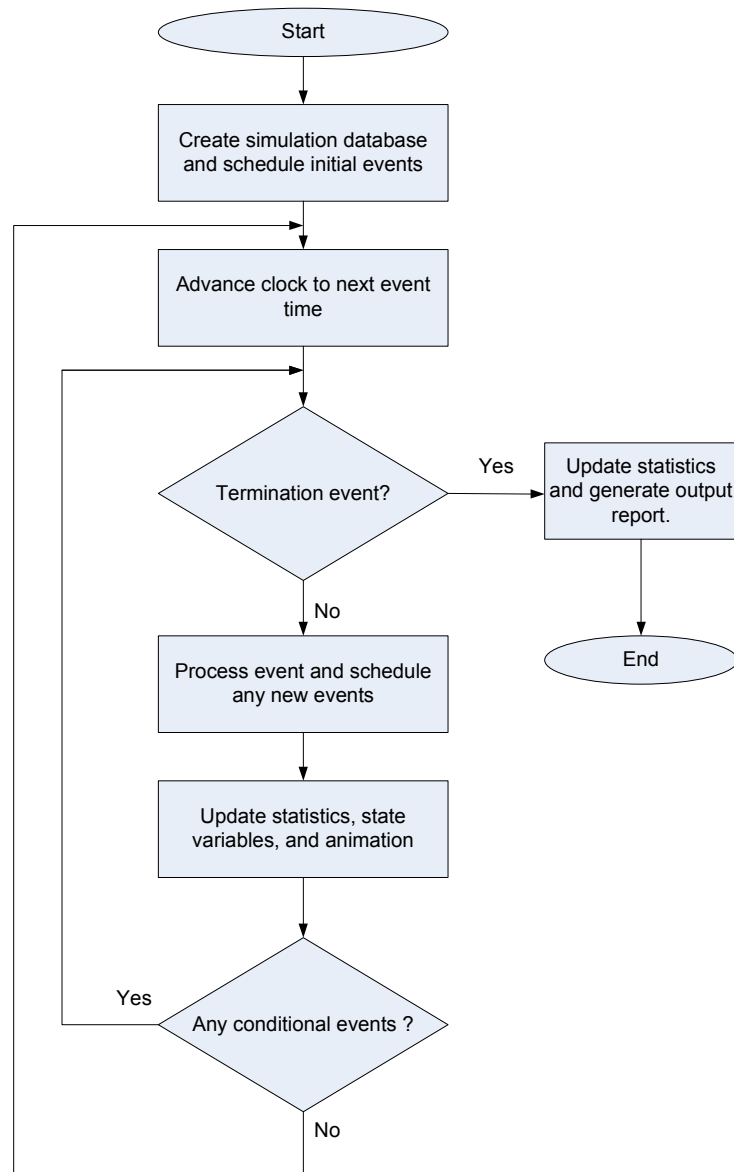 Start
Create simulation database
and schedule initial events
Advance clock to next event
time
Termination event?
Yes
Update statistics
and generate output
report.
No
End
Process event and schedule
any new events
Update statistics, state
variables, and animation
Yes
Any conditional events ?
No